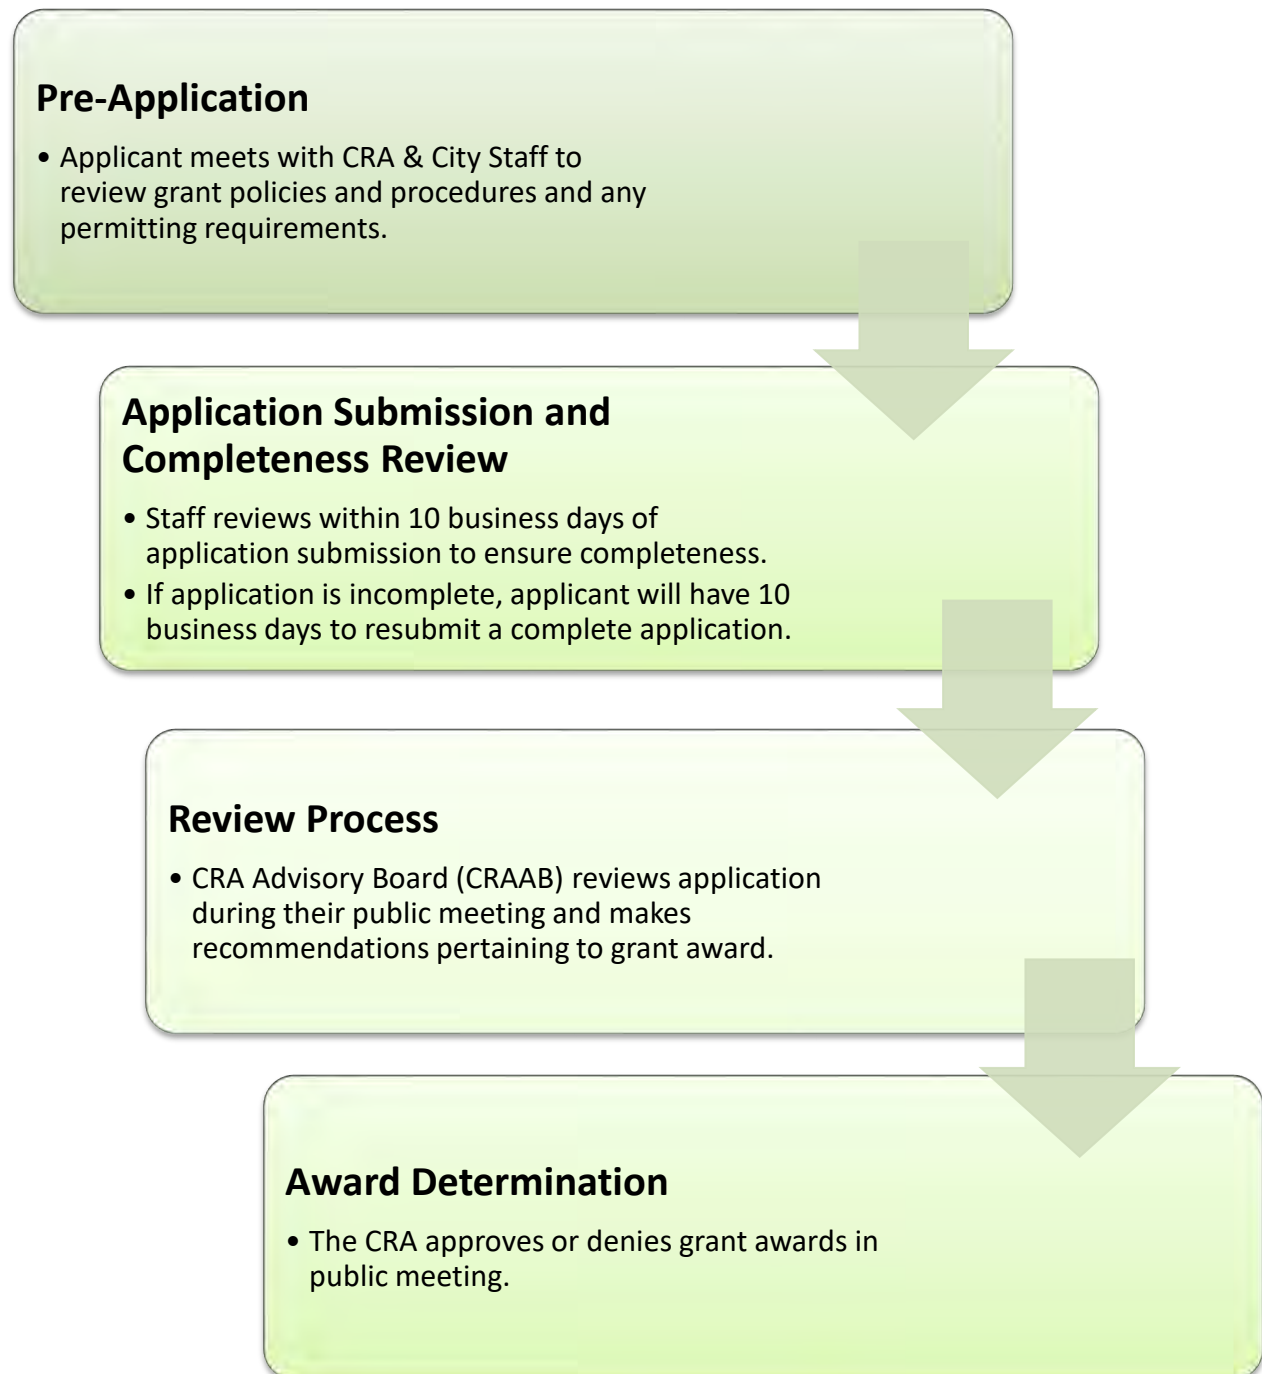 Pre-Application
• Applicant meets with CRA & City Staff to
review grant policies and procedures and any
permitting requirements.
Application Submission and
Completeness Review
• Staff reviews within 10 business days of
application submission to ensure completeness.
• If application is incomplete, applicant will have 10
business days to resubmit a complete application.
Review Process
• CRA Advisory Board (CRAAB) reviews application
during their public meeting and makes
recommendations pertaining to grant award.
Award Determination
• The CRA approves or denies grant awards in
public meeting.